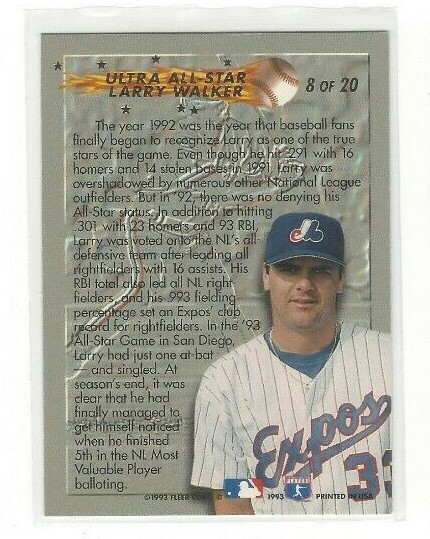 ULTRA ALL-STAR
LARRY WALKER
8 OF 20
The year 1992 was the year that baseball fans
finally began to recognize Larry as one of the true
stars of the game. Even though he hit .291 with 16
homers and 14 stolen bases in 1991, Larry was
overshadowed by numerous other National League
outfielders. But in '92, there was no denying his
All-Star status. In addition to hitting
.301 with 23 homers and 93 RBI,
Larry was voted onto the NL's all-
defensive team after leading all
rightfielders with 16 assists. His
RBI total also led all NL right
fielders, and his .993 fielding
percentage set an Expos' club
record for rightfielders. In the '93
All-Star Game in San Diego,
Larry had just one at-bat
and singled. At
season's end, it was
clear that he had
finally managed to
get himself noticed
when he finished
5th in the NL Most
Valuable Player
balloting.
Expos
33
©1993 FLEER CORP.
1993
PRINTED IN USA